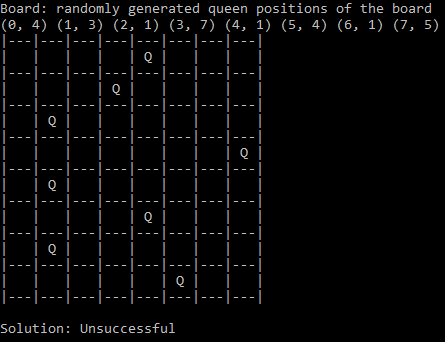 Board: randomly generated queen positions of the board
(0, 4) (1, 3) (2, 1) (3, 7) (4, 1) (5, 4) (6, 1) (7, 5)
|---|---|---|---|---|---|---|---|
|   |   |   |   | Q |   |   |   |
|---|---|---|---|---|---|---|---|
|   |   |   | Q |   |   |   |   |
|---|---|---|---|---|---|---|---|
|   | Q |   |   |   |   |   |   |
|---|---|---|---|---|---|---|---|
|   |   |   |   |   |   |   | Q |
|---|---|---|---|---|---|---|---|
|   | Q |   |   |   |   |   |   |
|---|---|---|---|---|---|---|---|
|   |   |   |   | Q |   |   |   |
|---|---|---|---|---|---|---|---|
|   | Q |   |   |   |   |   |   |
|---|---|---|---|---|---|---|---|
|   |   |   |   |   | Q |   |   |
|---|---|---|---|---|---|---|---|
Solution: Unsuccessful